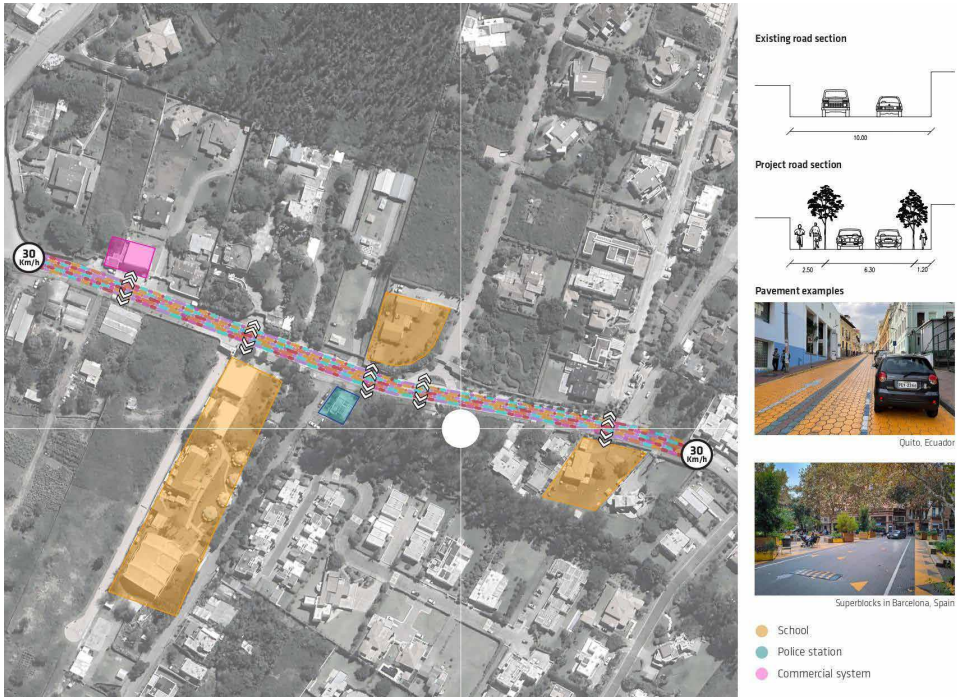 30
Km/h
30
Km/h
Existing road section
10.00
Project road section
2.50
6.30
1.20
Pavement examples
Quito, Ecuador
Superblocks in Barcelona, Spain
School
Police station
Commercial system